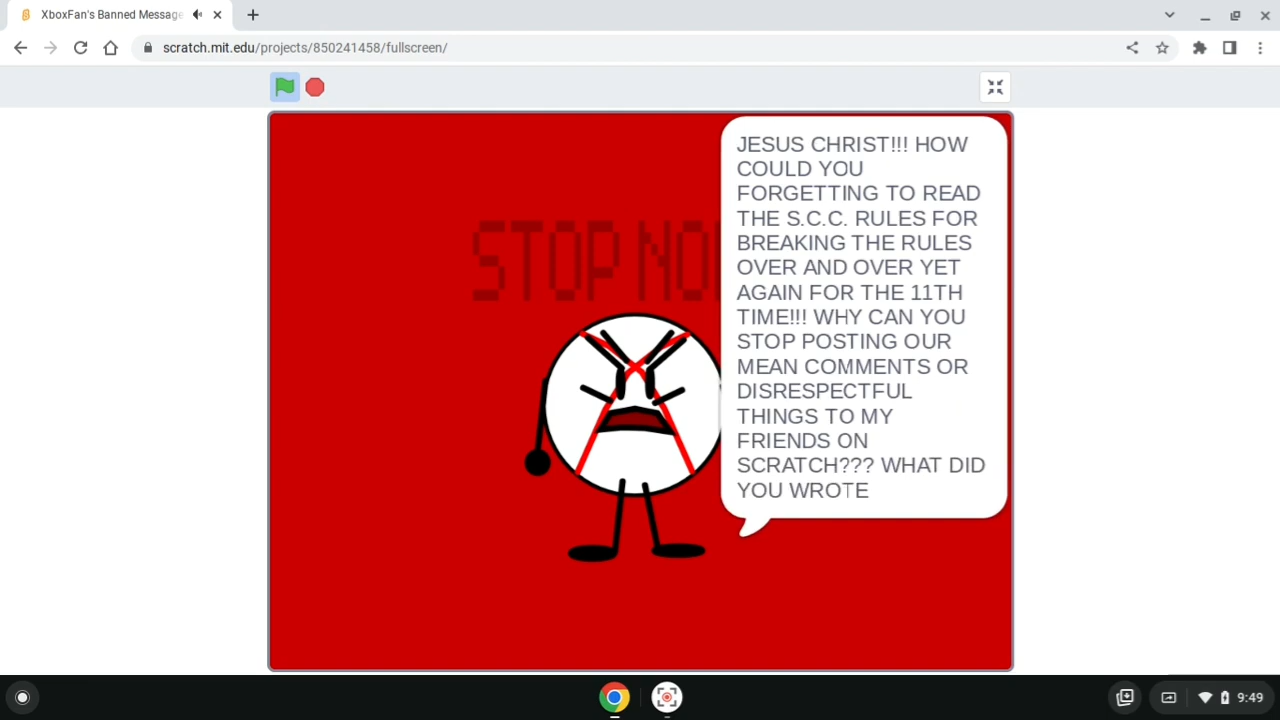 XboxFan's Banned Message
scratch.mit.edu/projects/850241458/fullscreen/
STOP NO
JESUS CHRIST!!! HOW
COULD YOU
FORGETTING TO READ
THE S.C.C. RULES FOR
BREAKING THE RULES
OVER AND OVER YET
AGAIN FOR THE 11TH
TIME!!! WHY CAN YOU
STOP POSTING OUR
MEAN COMMENTS OR
DISRESPECTFUL
THINGS TO MY
FRIENDS ON
SCRATCH??? WHAT DID
YOU WROTE
9:49